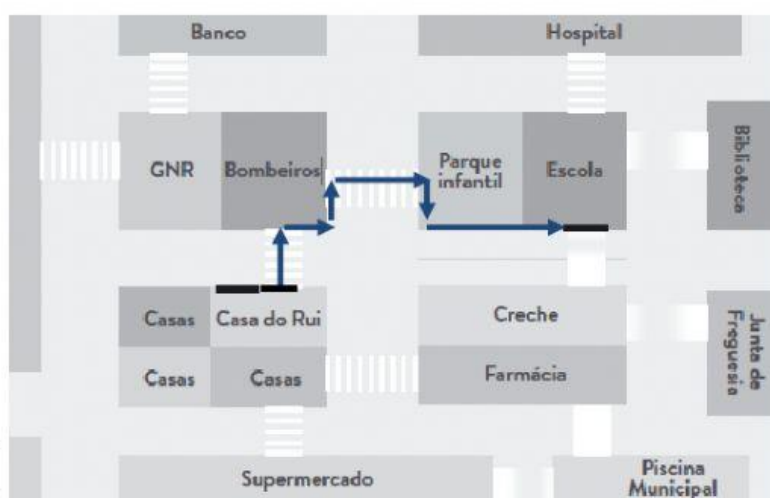 Banco
Hospital
GNR
Bombeiros
Parque
infantil
Escola
Biblioteca
Casas
Casa do Rui
Creche
Junta de
Freguesia
Casas
Casas
Farmácia
Supermercado
Piscina
Municipal